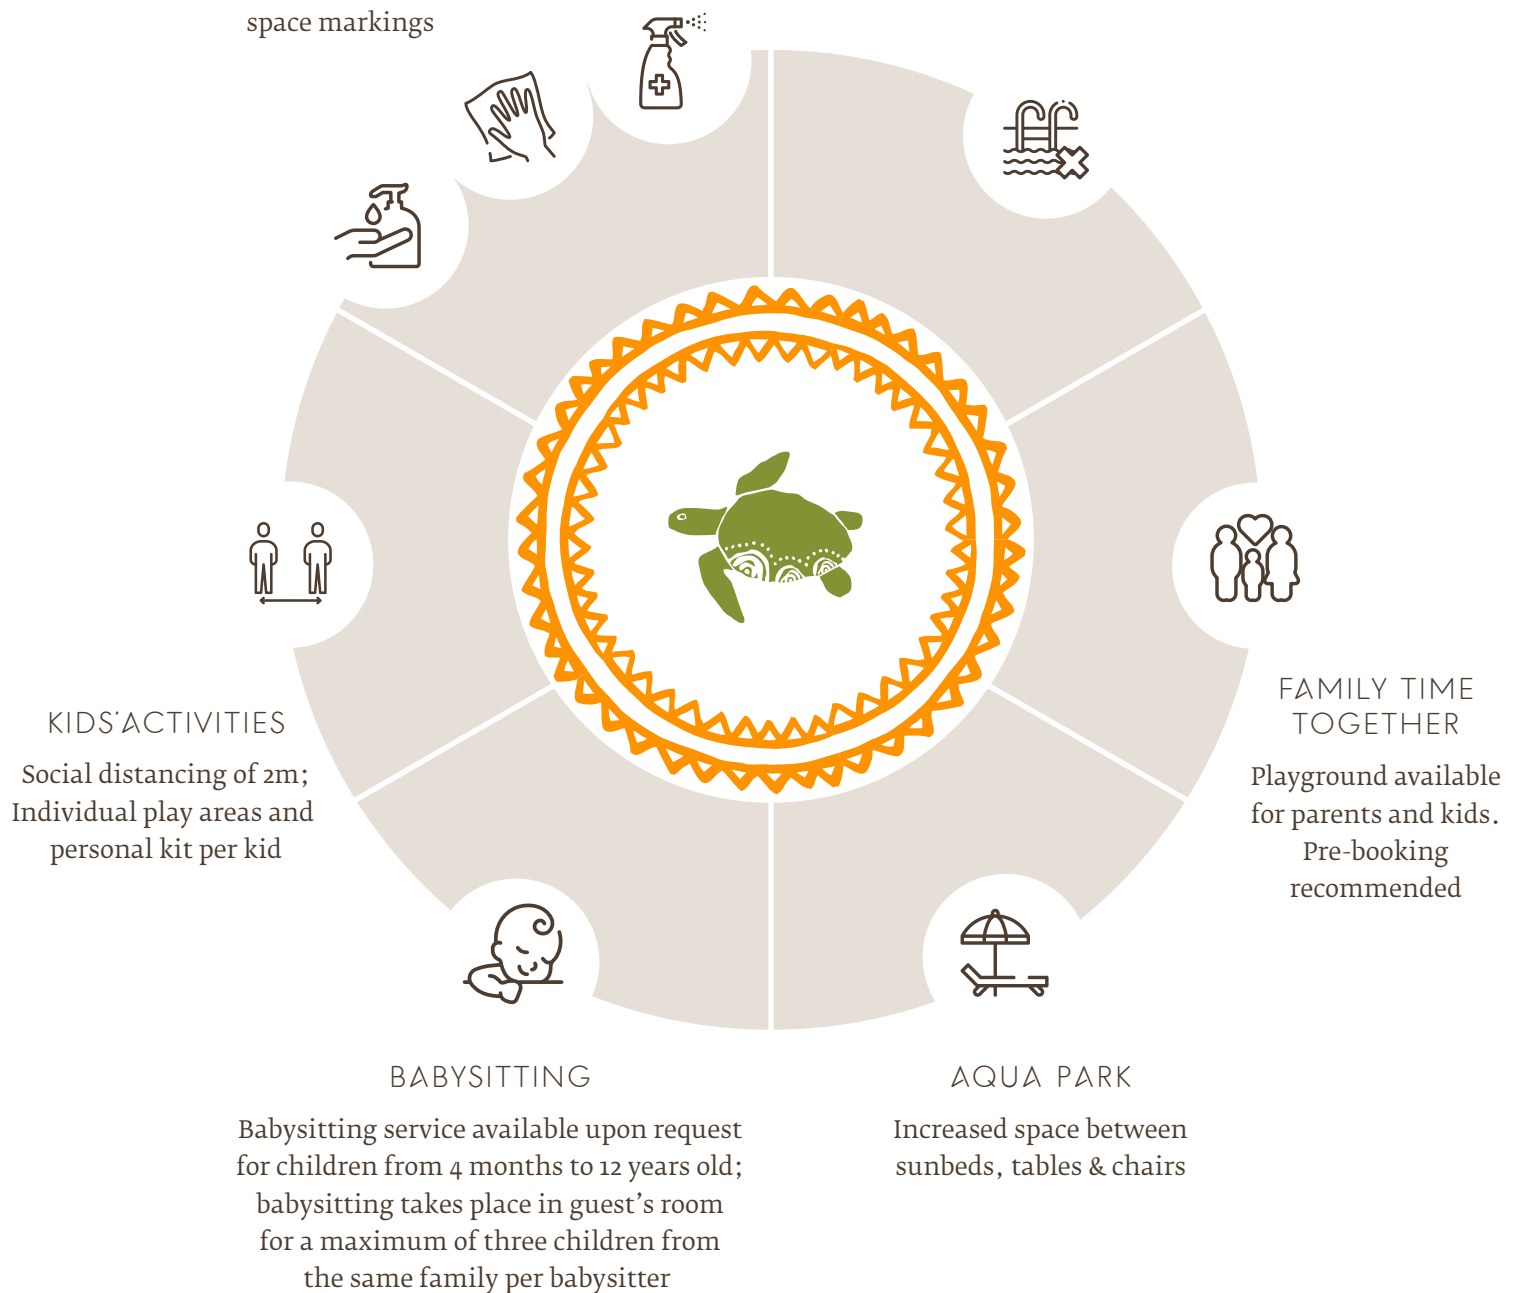 space markings
KIDS'ACTIVITIES
Social distancing of 2m;
Individual play areas and
personal kit per kid
FAMILY TIME
TOGETHER
Playground available
for parents and kids.
Pre-booking
recommended
BABYSITTING
Babysitting service available upon request
for children from 4 months to 12 years old;
babysitting takes place in guest’s room
for a maximum of three children from
the same family per babysitter
AQUA PARK
Increased space between
sunbeds, tables & chairs